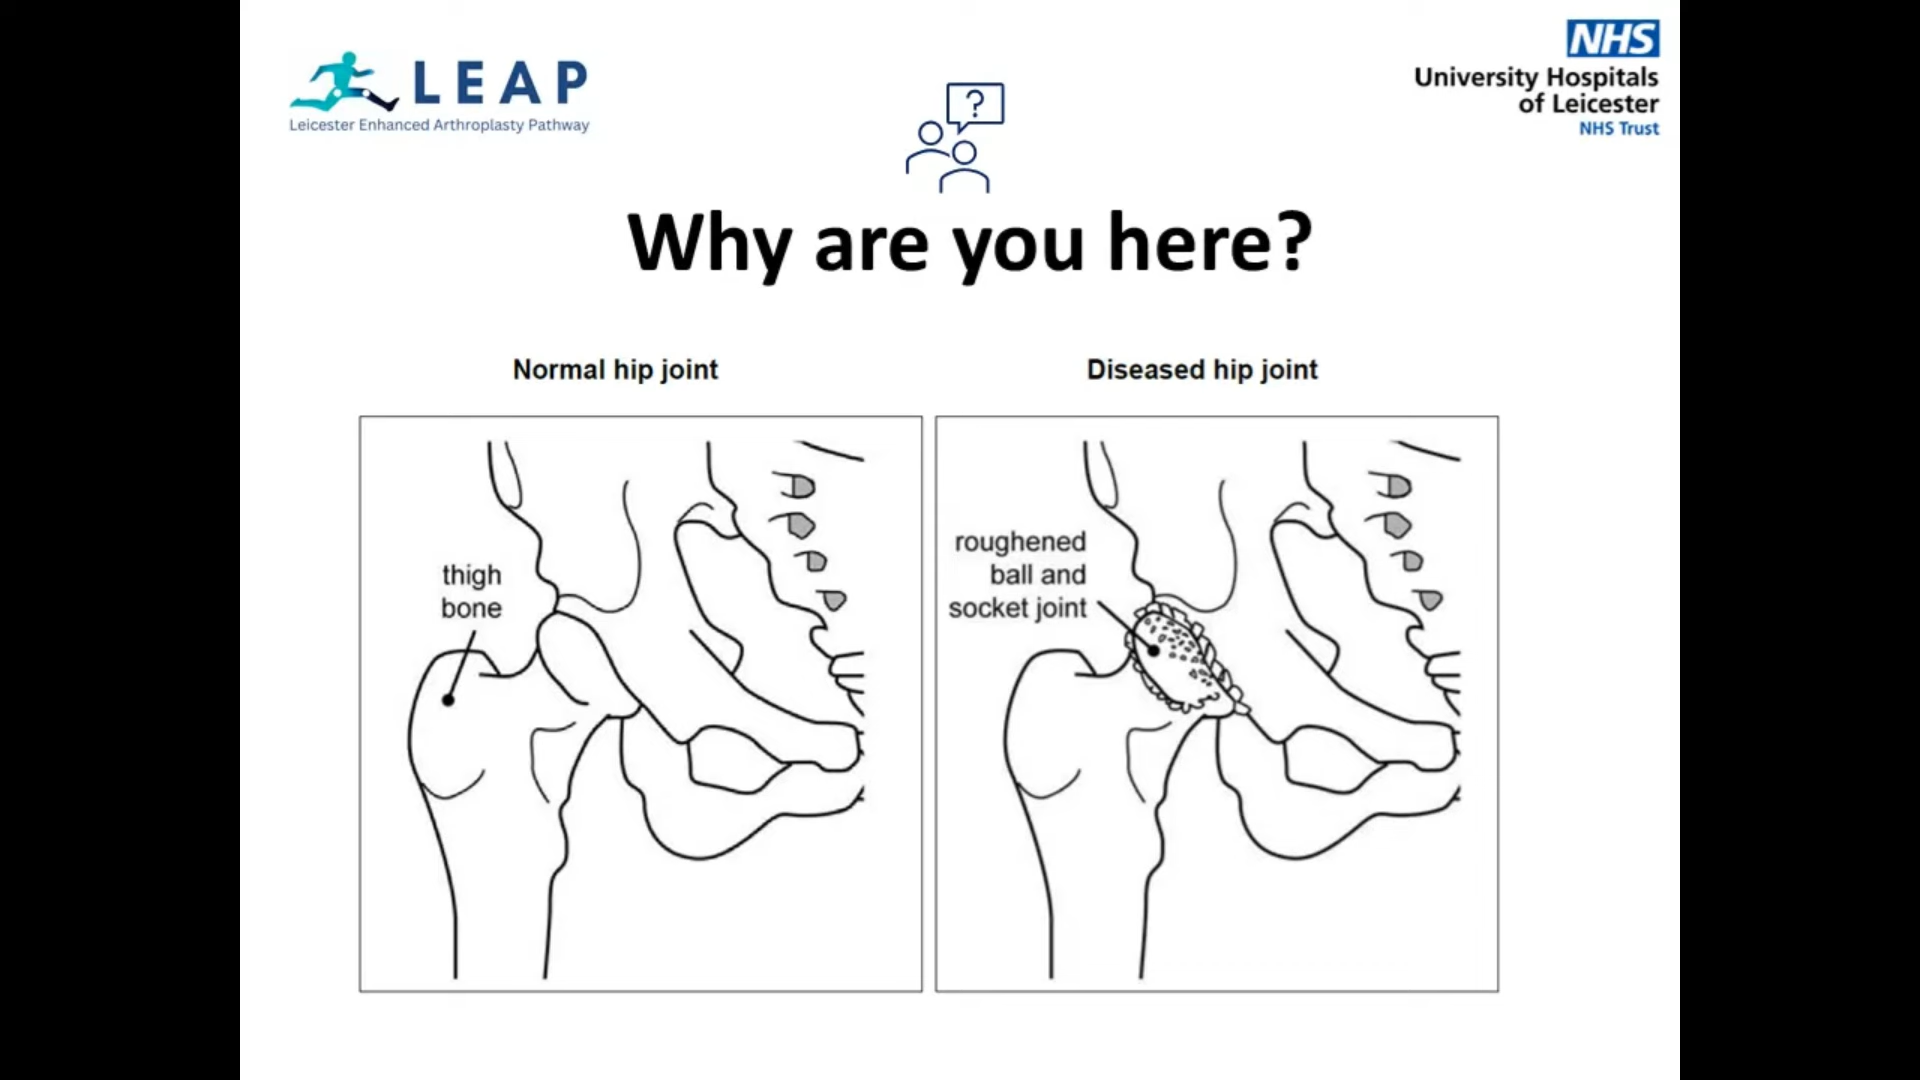 LEAP
Leicester Enhanced Arthroplasty Pathway
?
NHS
University Hospitals
of Leicester
NHS Trust
Why are you here?
Normal hip joint
thigh
bone
Diseased hip joint
roughened
ball and
socket joint